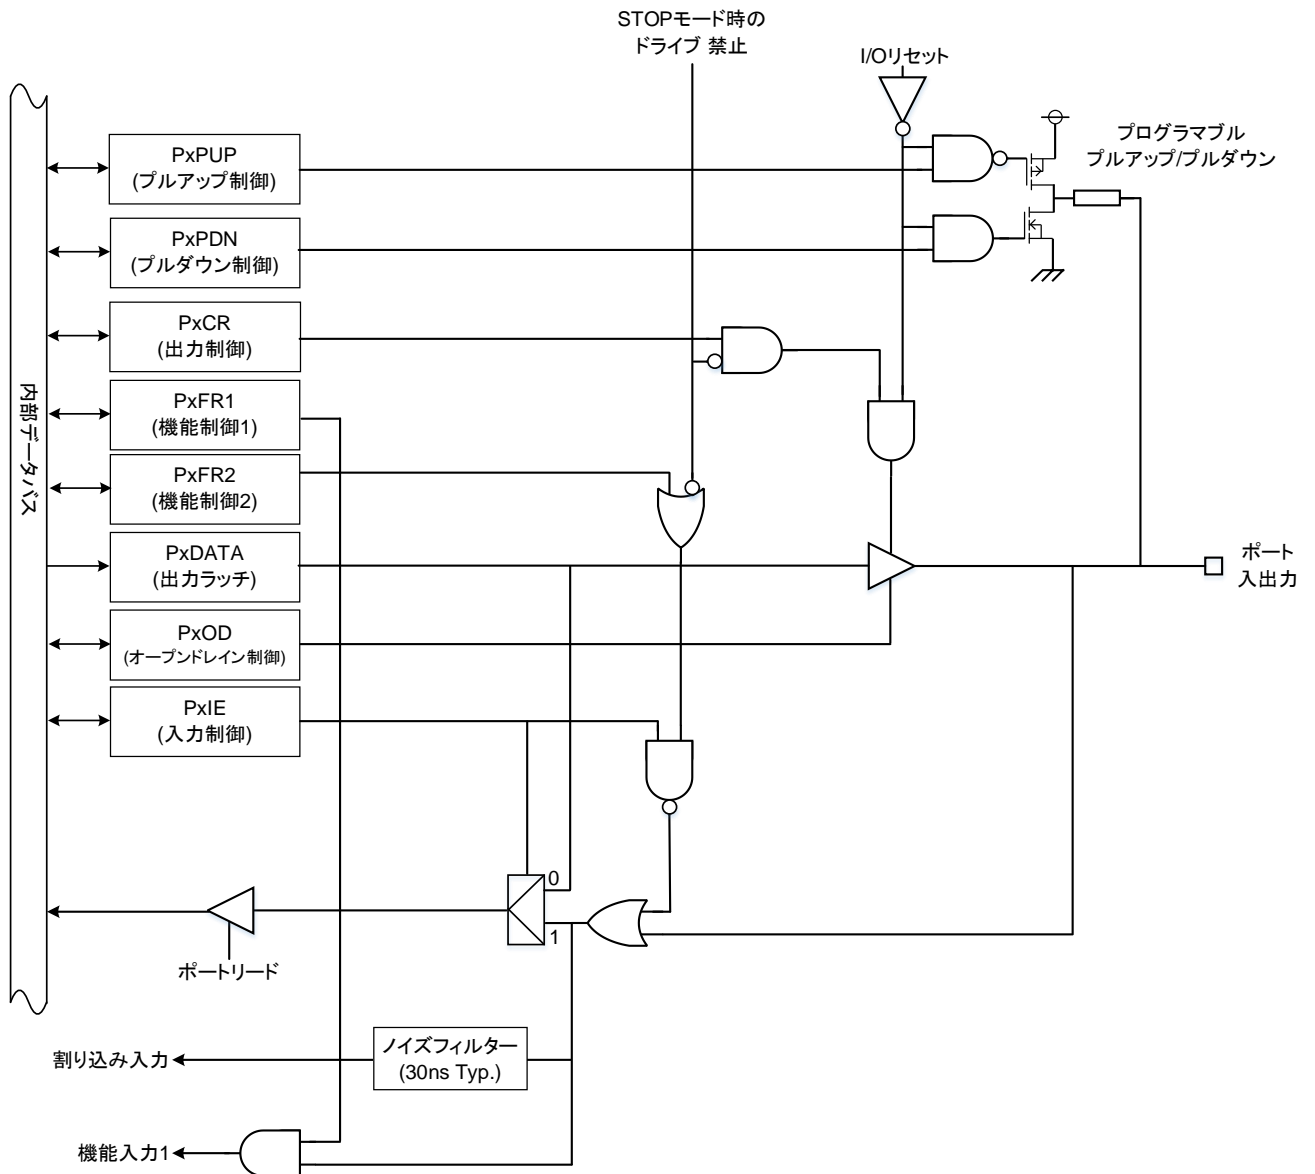 STOPモード時の
ドライブ 禁止
I/Oリセット
プログラマブル
プルアップ/プルダウン
PxPUP
(プルアップ制御)
PxPDN
(プルダウン制御)
PxCR
(出力制御)
PxFR1
(機能制御1)
PxFR2
(機能制御2)
PxDATA
(出力ラッチ)
PxOD
(オープンドレイン制御)
PxIE
(入力制御)
内部データバス
ポート
入出力
0
1
ポートリード
ノイズフィルター
(30ns Typ.)
割り込み入力
機能入力1